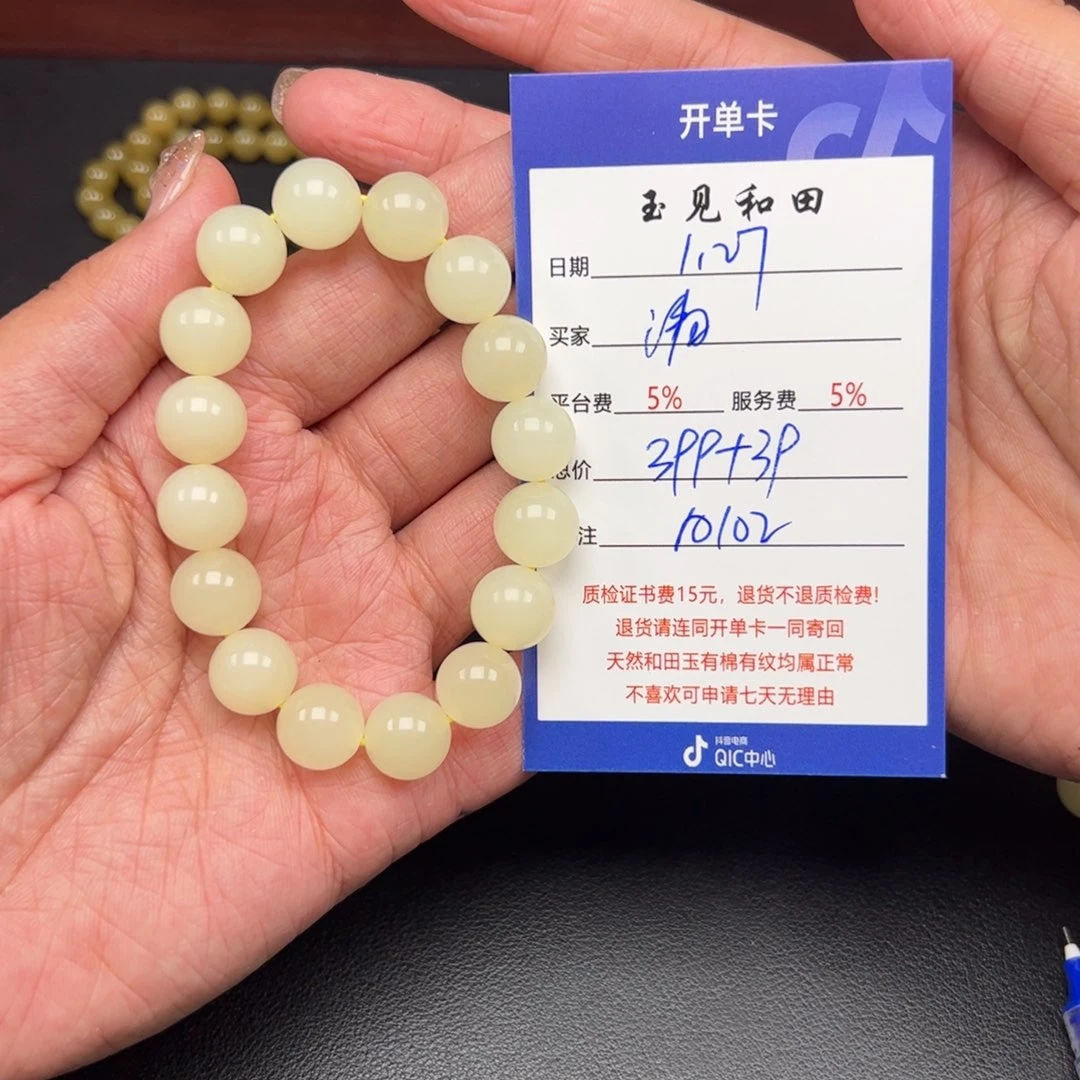 开单卡
玉见和田
日期 1.27
买家
平台费 5% 服务费 5%
总价 399+39
注 10102
质检证书费15元，退货不退质检费!
退货请连同开单卡一同寄回
天然和田玉有棉有纹均属正常
不喜欢可申请七天无理由
抖音电商
QIC中心